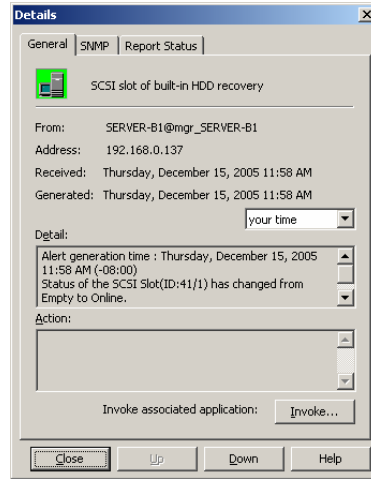 Details
General SNMP Report Status
SCSI slot of built-in HDD recovery
From: SERVER-B1@mgr_SERVER-B1
Address: 192.168.0.137
Received: Thursday, December 15, 2005 11:58 AM
Generated: Thursday, December 15, 2005 11:58 AM
your time
Detail:
Alert generation time : Thursday, December 15, 2005
11:58 AM (-08:00)
Status of the SCSI Slot(ID:41/1) has changed from
Empty to Online.
Action:
Invoke associated application: Invoke...
Close Up Down Help